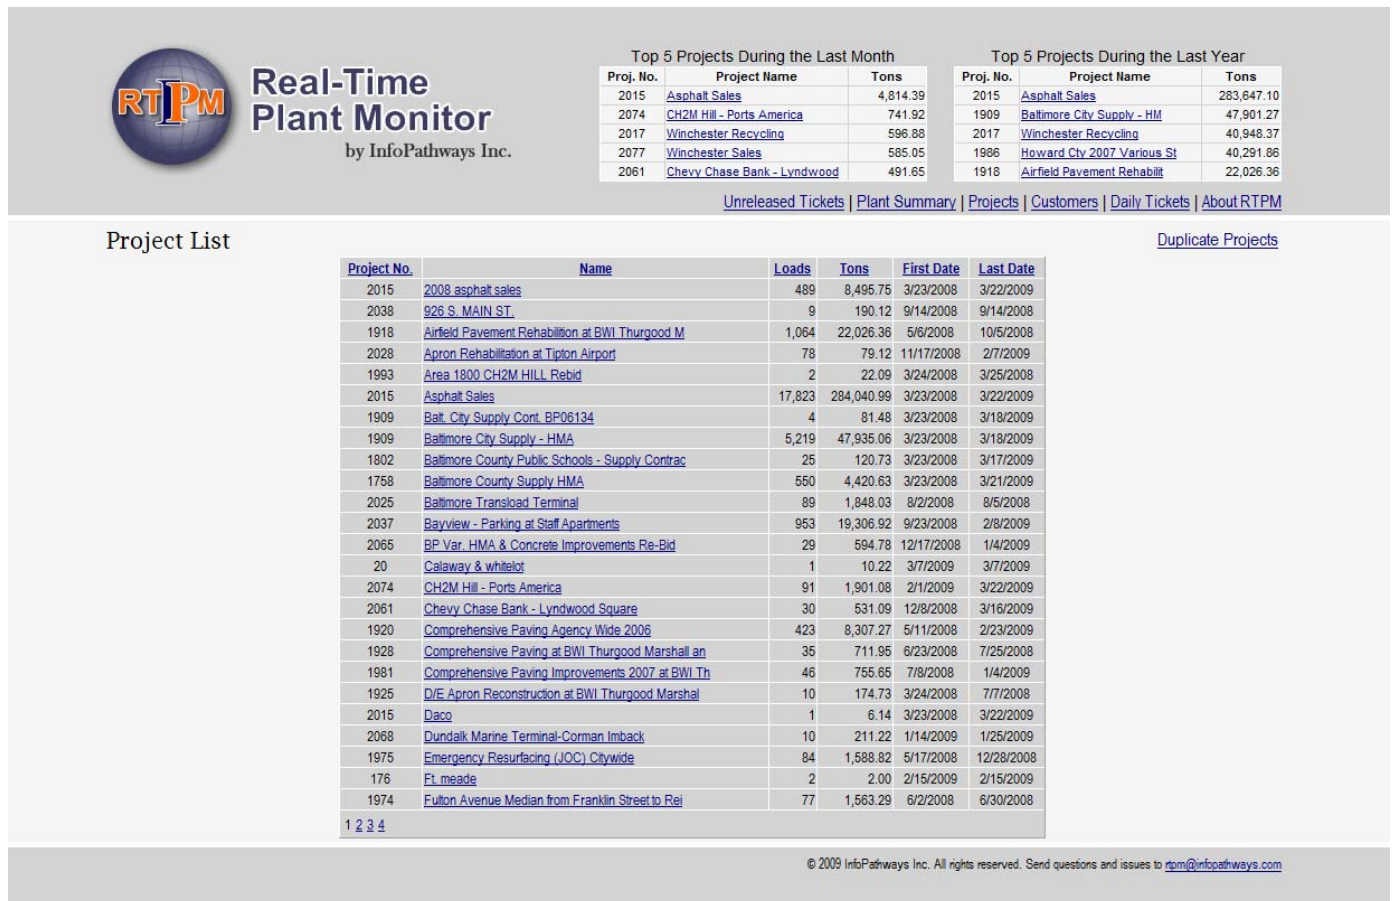 RTPM
Real-Time
Plant Monitor
by InfoPathways Inc.
Top 5 Projects During the Last Month
Proj. No. Project Name Tons
2015 Asphalt Sales 4,814.39
2074 CH2M Hill - Ports America 741.92
2017 Winchester Recycling 596.88
2077 Winchester Sales 585.05
2061 Chevy Chase Bank - Lyndwood 491.65
Top 5 Projects During the Last Year
Proj. No. Project Name Tons
2015 Asphalt Sales 283,647.10
1909 Baltimore City Supply - HM 47,901.27
2017 Winchester Recycling 40,948.37
1986 Howard Cty 2007 Various St 40,291.86
1918 Airfield Pavement Rehabilit 22,026.36
Unreleased Tickets | Plant Summary | Projects | Customers | Daily Tickets | About RTPM
Project List
Duplicate Projects
Project No. Name Loads Tons First Date Last Date
2015 2008 asphalt sales 489 8,495.75 3/23/2008 3/22/2009
2038 926 S. MAIN ST. 9 190.12 9/14/2008 9/14/2008
1918 Airfield Pavement Rehabilition at BWI Thurgood M 1,064 22,026.36 5/6/2008 10/5/2008
2028 Apron Rehabilitation at Tipton Airport 78 79.12 11/17/2008 2/7/2009
1993 Area 1800 CH2M HILL Rebid 2 22.09 3/24/2008 3/25/2008
2015 Asphalt Sales 17,823 284,040.99 3/23/2008 3/22/2009
1909 Balt. City Supply Cont. BP06134 4 81.48 3/23/2008 3/18/2009
1909 Baltimore City Supply - HMA 5,219 47,935.06 3/23/2008 3/18/2009
1802 Baltimore County Public Schools - Supply Contrac 25 120.73 3/23/2008 3/17/2009
1758 Baltimore County Supply HMA 550 4,420.63 3/23/2008 3/21/2009
2025 Baltimore Transload Terminal 89 1,848.03 8/2/2008 8/5/2008
2037 Bayview - Parking at Staff Apartments 953 19,306.92 9/23/2008 2/8/2009
2065 BP Var. HMA & Concrete Improvements Re-Bid 29 594.78 12/17/2008 1/4/2009
20 Calaway & whitelot 1 10.22 3/7/2009 3/7/2009
2074 CH2M Hill - Ports America 91 1,901.08 2/1/2009 3/22/2009
2061 Chevy Chase Bank - Lyndwood Square 30 531.09 12/8/2008 3/16/2009
1920 Comprehensive Paving Agency Wide 2006 423 8,307.27 5/11/2008 2/23/2009
1928 Comprehensive Paving at BWI Thurgood Marshall an 35 711.95 6/23/2008 7/25/2008
1981 Comprehensive Paving Improvements 2007 at BWI Th 46 755.65 7/8/2008 1/4/2009
1925 D/E Apron Reconstruction at BWI Thurgood Marshal 10 174.73 3/24/2008 7/7/2008
2015 Daco 1 6.14 3/23/2008 3/22/2009
2068 Dundalk Marine Terminal-Corman Imback 10 211.22 1/14/2009 1/25/2009
1975 Emergency Resurfacing (JOC) Citywide 84 1,588.82 5/17/2008 12/28/2008
176 Ft. meade 2 2.00 2/15/2009 2/15/2009
1974 Fulton Avenue Median from Franklin Street to Rei 77 1,563.29 6/2/2008 6/30/2008
1 2 3 4
© 2009 InfoPathways Inc. All rights reserved. Send questions and issues to rtpm@infopathways.com